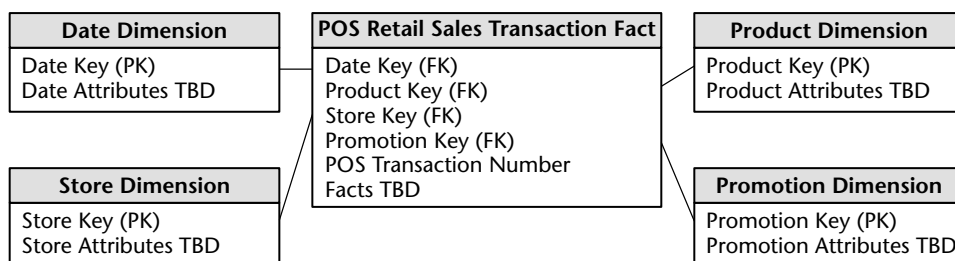 Date Dimension
Date Key (PK)
Date Attributes TBD
POS Retail Sales Transaction Fact
Date Key (FK)
Product Key (FK)
Store Key (FK)
Promotion Key (FK)
POS Transaction Number
Facts TBD
Product Dimension
Product Key (PK)
Product Attributes TBD
Store Dimension
Store Key (PK)
Store Attributes TBD
Promotion Dimension
Promotion Key (PK)
Promotion Attributes TBD